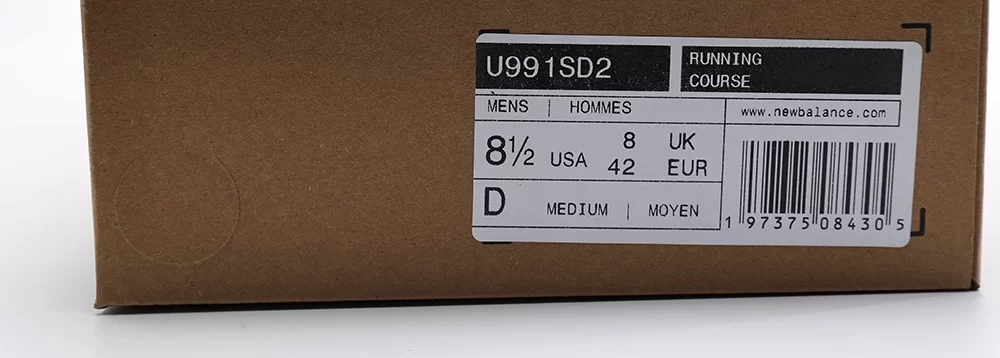 U991SD2
RUNNING
COURSE
MENS | HOMMES
www.newbalance.com
8½ USA 8 UK
42 EUR
D MEDIUM | MOYEN
1 97375 08430 5